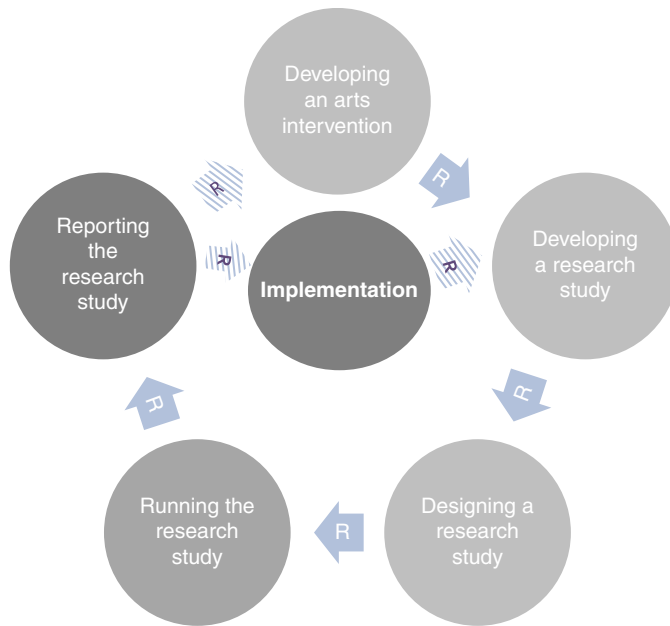 Developing
an arts
intervention
R
Developing
a research
study
R
Designing a
research
study
R
Running the
research
study
R
Reporting
the
research
study
R
R
Implementation
R